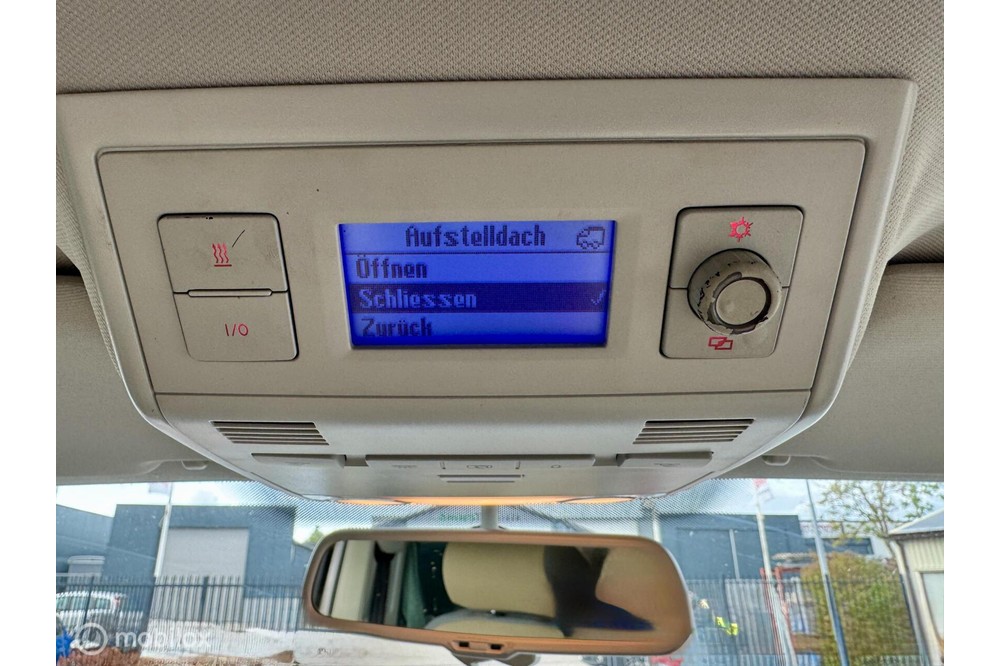 Aufstelldach
Öffnen
Schliessen
Zurück
I/O
mobilox